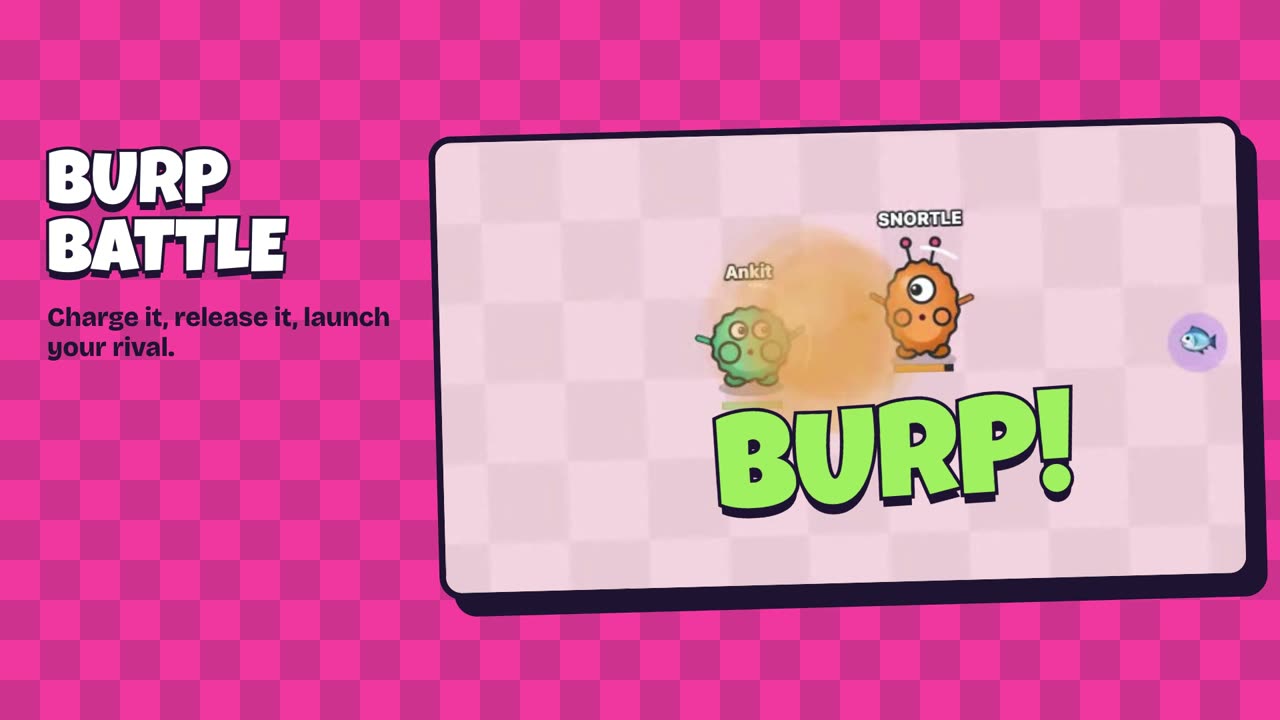 BURP
BATTLE
Charge it, release it, launch
your rival.
SNORTLE
Ankit
BURP!